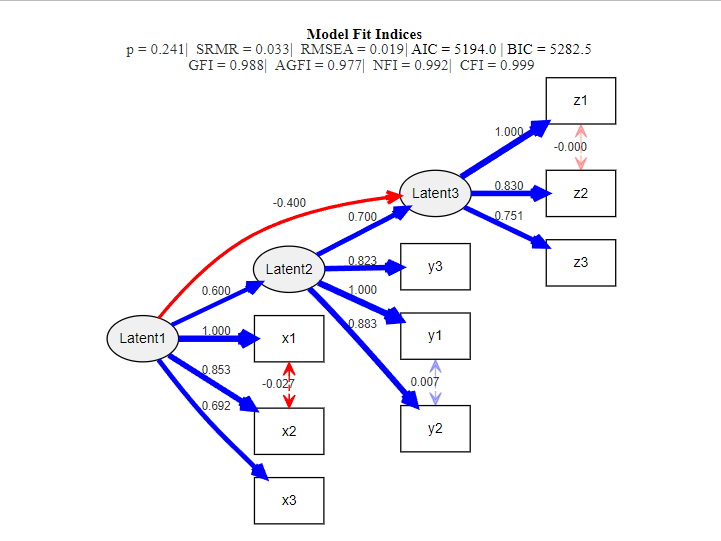 Model Fit Indices
p = 0.241| SRMR = 0.033| RMSEA = 0.019| AIC = 5194.0 | BIC = 5282.5
GFI = 0.988| AGFI = 0.977| NFI = 0.992| CFI = 0.999
z1
1.000
-0.000
Latent3
0.830
z2
-0.400
0.700
0.751
Latent2
0.823
y3
z3
0.600
1.000
Latent1
1.000
x1
0.883
y1
0.853
-0.027
0.007
0.692
x2
y2
x3